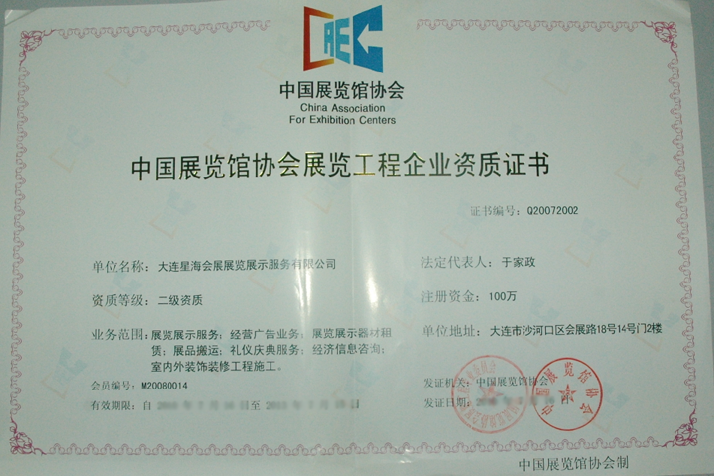 CAEC
中国展览馆协会
China Association
For Exhibition Centers
中国展览馆协会展览工程企业资质证书
证书编号：Q20072002
单位名称：大连星海会展展览展示服务有限公司
法定代表人：于家政
资质等级：二级资质
注册资金：100万
业务范围：展览展示服务；经营广告业务；展览展示器材租
赁；展品搬运；礼仪庆典服务；经济信息咨询；
室内外装饰装修工程施工。
单位地址：大连市沙河口区会展路18号14号门2楼
会员编号：M20080014
发证机关：中国展览馆协会
有效期限：自 年 月 日至 年 月 日
发证日期：
中国展览馆协会
中国展览馆协会制